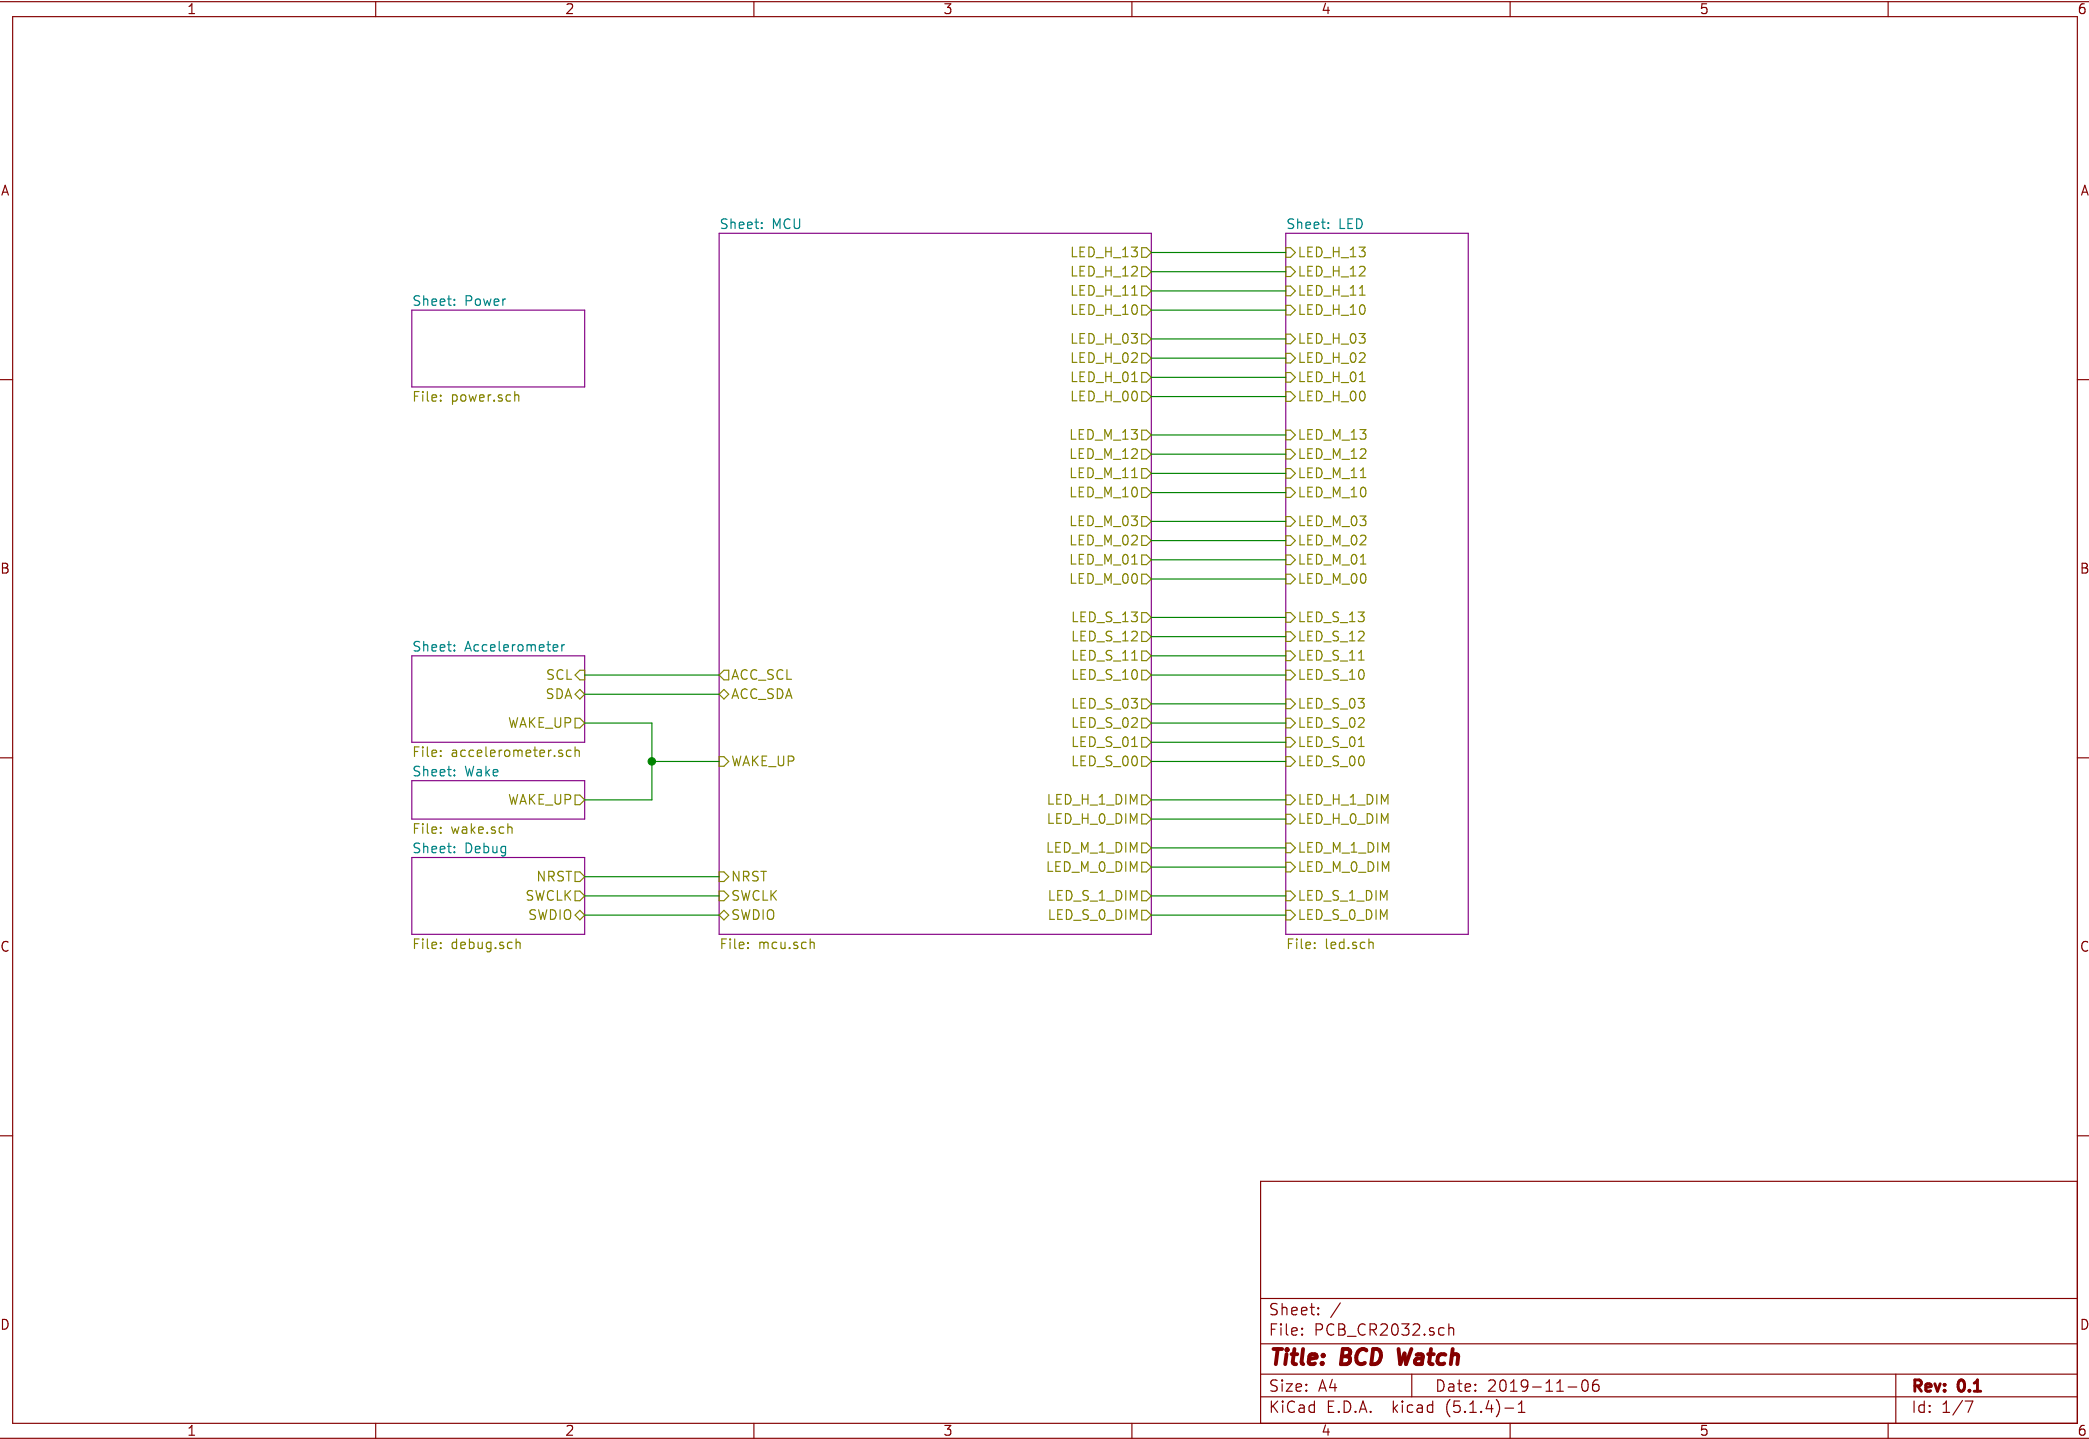 1 2 3 4 5 6
A A
Sheet: MCU
Sheet: LED
LED_H_13 LED_H_13
LED_H_12 LED_H_12
LED_H_11 LED_H_11
Sheet: Power
LED_H_10 LED_H_10
LED_H_03 LED_H_03
LED_H_02 LED_H_02
LED_H_01 LED_H_01
File: power.sch
LED_H_00 LED_H_00
LED_M_13 LED_M_13
LED_M_12 LED_M_12
LED_M_11 LED_M_11
LED_M_10 LED_M_10
LED_M_03 LED_M_03
LED_M_02 LED_M_02
LED_M_01 LED_M_01
B B
LED_M_00 LED_M_00
LED_S_13 LED_S_13
LED_S_12 LED_S_12
Sheet: Accelerometer
LED_S_11 LED_S_11
SCL ACC_SCL LED_S_10 LED_S_10
SDA ACC_SDA
LED_S_03 LED_S_03
WAKE_UP LED_S_02 LED_S_02
LED_S_01 LED_S_01
File: accelerometer.sch
WAKE_UP LED_S_00 LED_S_00
Sheet: Wake
WAKE_UP LED_H_1_DIM LED_H_1_DIM
LED_H_0_DIM LED_H_0_DIM
File: wake.sch
Sheet: Debug
LED_M_1_DIM LED_M_1_DIM
LED_M_0_DIM LED_M_0_DIM
NRST NRST
SWCLK SWCLK LED_S_1_DIM LED_S_1_DIM
SWDIO SWDIO LED_S_0_DIM LED_S_0_DIM
File: debug.sch File: mcu.sch File: led.sch
C C
Sheet: /
D D
File: PCB_CR2032.sch
Title: BCD Watch
Size: A4 Date: 2019-11-06 Rev: 0.1
KiCad E.D.A. kicad (5.1.4)-1 Id: 1/7
1 2 3 4 5 6